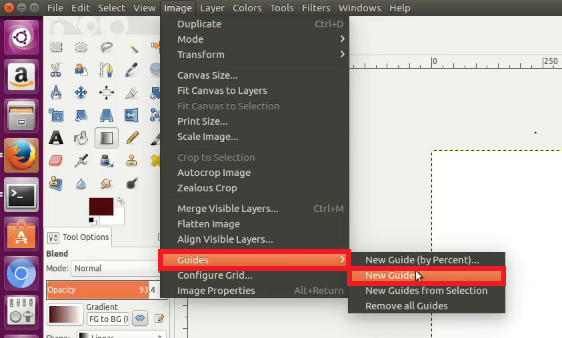 File Edit Select View Image Layer Colors Tools Filters Windows Help
Duplicate Ctrl+D
Mode
Transform
Canvas Size...
Fit Canvas to Layers
Fit Canvas to Selection
Print Size...
Scale Image...
Crop to Selection
Autocrop Image
Zealous Crop
Merge Visible Layers... Ctrl+M
Flatten Image
Align Visible Layers...
Guides
Configure Grid...
Image Properties Alt+Return
New Guide (by Percent)...
New Guide...
New Guides from Selection
Remove all Guides
0 250
Tool Options
Blend
Mode: Normal
Opacity 93.4
Gradient
FG to BG (
Shape: Linear